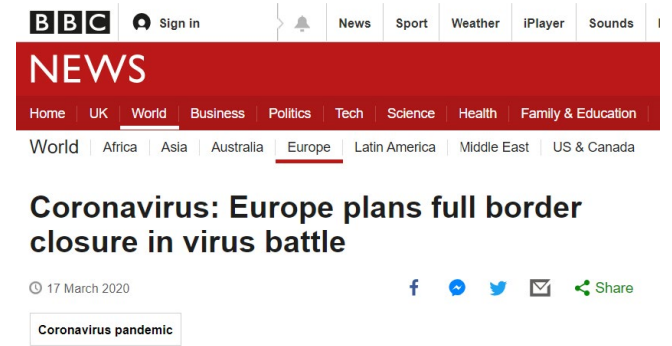 BBC Sign in News Sport Weather iPlayer Sounds
NEWS
Home UK World Business Politics Tech Science Health Family & Education
World Africa Asia Australia Europe Latin America Middle East US & Canada
Coronavirus: Europe plans full border
closure in virus battle
17 March 2020 Share
Coronavirus pandemic